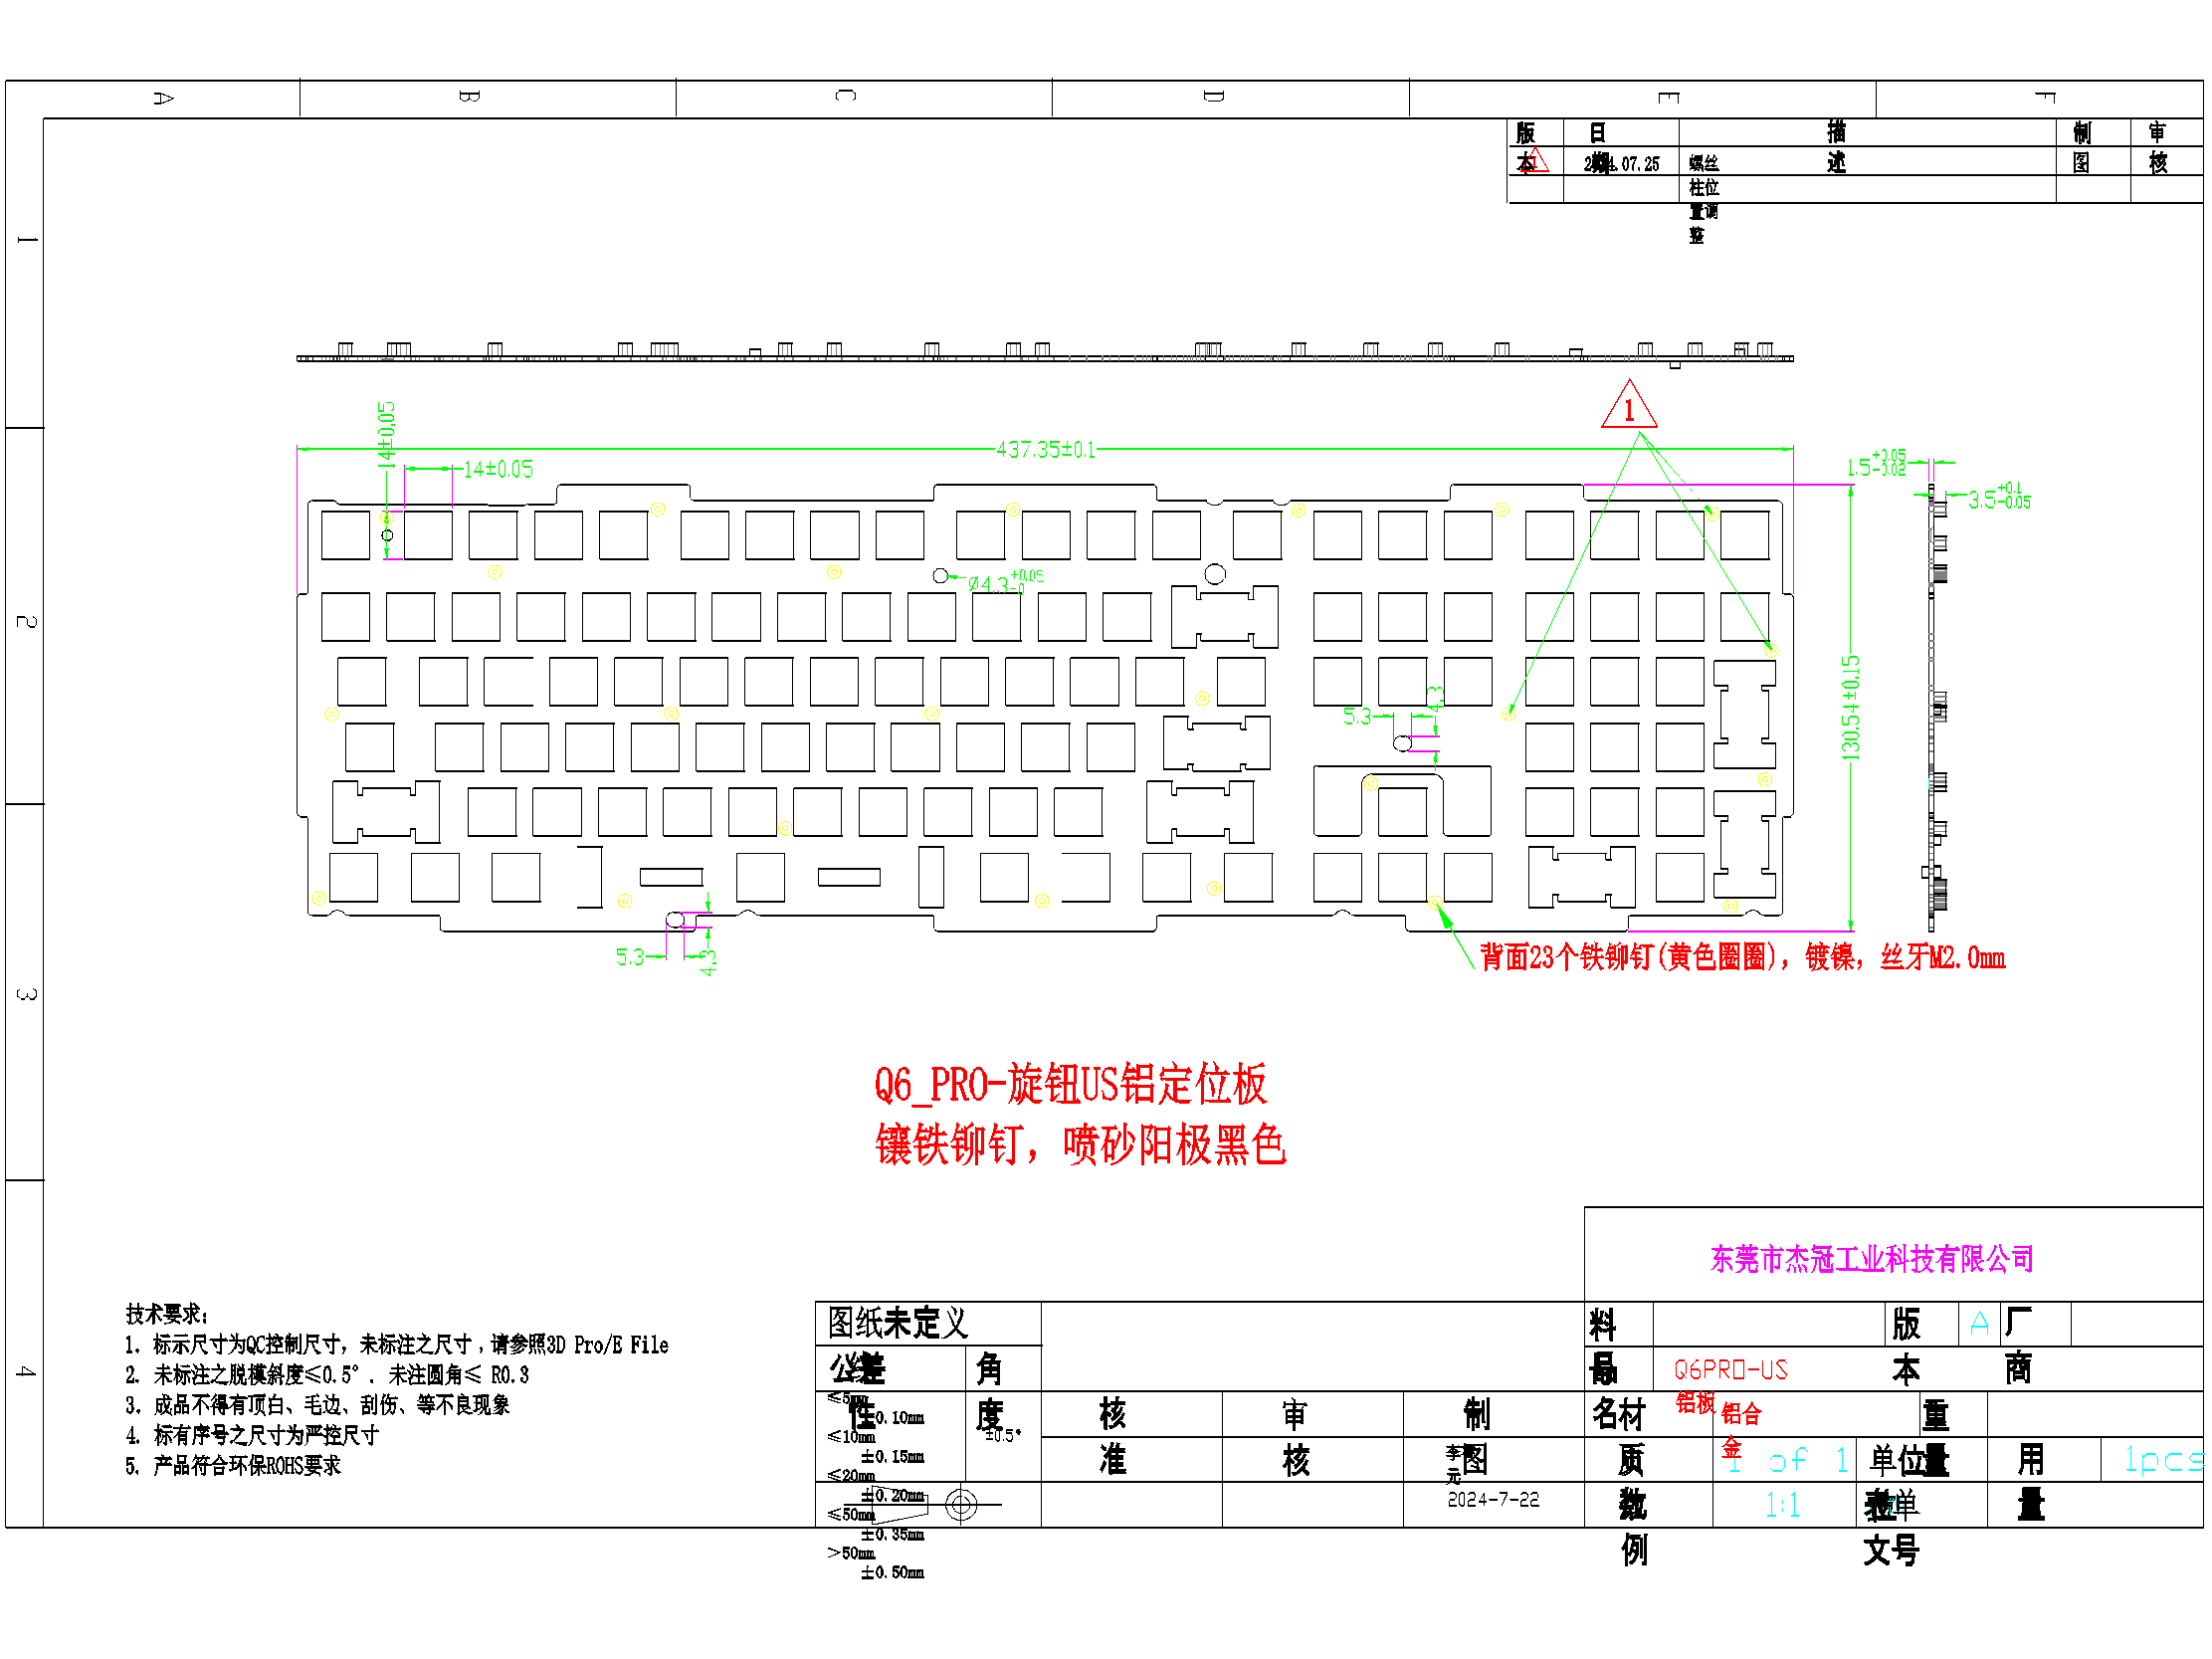 A B C D E F
版本 日期 描述 制图 审核
1 2024.07.25 螺丝柱位置调整
1
2
3
4
1
14±0.05
14±0.05
437.35±0.1
1.5 +0.05 -0.02
3.5 +0.1 -0.05
Ø4.3 +0.05 -0
5.3
4.3
130.54±0.15
5.3
4.3
背面23个铁铆钉(黄色圈圈)，镀镍，丝牙M2.0mm
Q6_PRO-旋钮US铝定位板
镶铁铆钉，喷砂阳极黑色
技术要求：
1. 标示尺寸为QC控制尺寸，未标注之尺寸，请参照3D Pro/E File
2. 未标注之脱模斜度≤0.5°. 未注圆角≤ R0.3
3. 成品不得有顶白、毛边、刮伤、等不良现象
4. 标有序号之尺寸为严控尺寸
5. 产品符合环保ROHS要求
东莞市杰冠工业科技有限公司
图纸未定义
公差
角度
≤5mm ±0.10mm
≤10mm ±0.15mm
≤20mm ±0.20mm
≤50mm ±0.35mm
>50mm ±0.50mm
±0.5°
核准 审核 制图
2024-7-22
料号
版本 A 厂商
Q6PRO-US
铝板
材质 铝合金
重量
1 of 1
单位
用量 1pcs
1:1